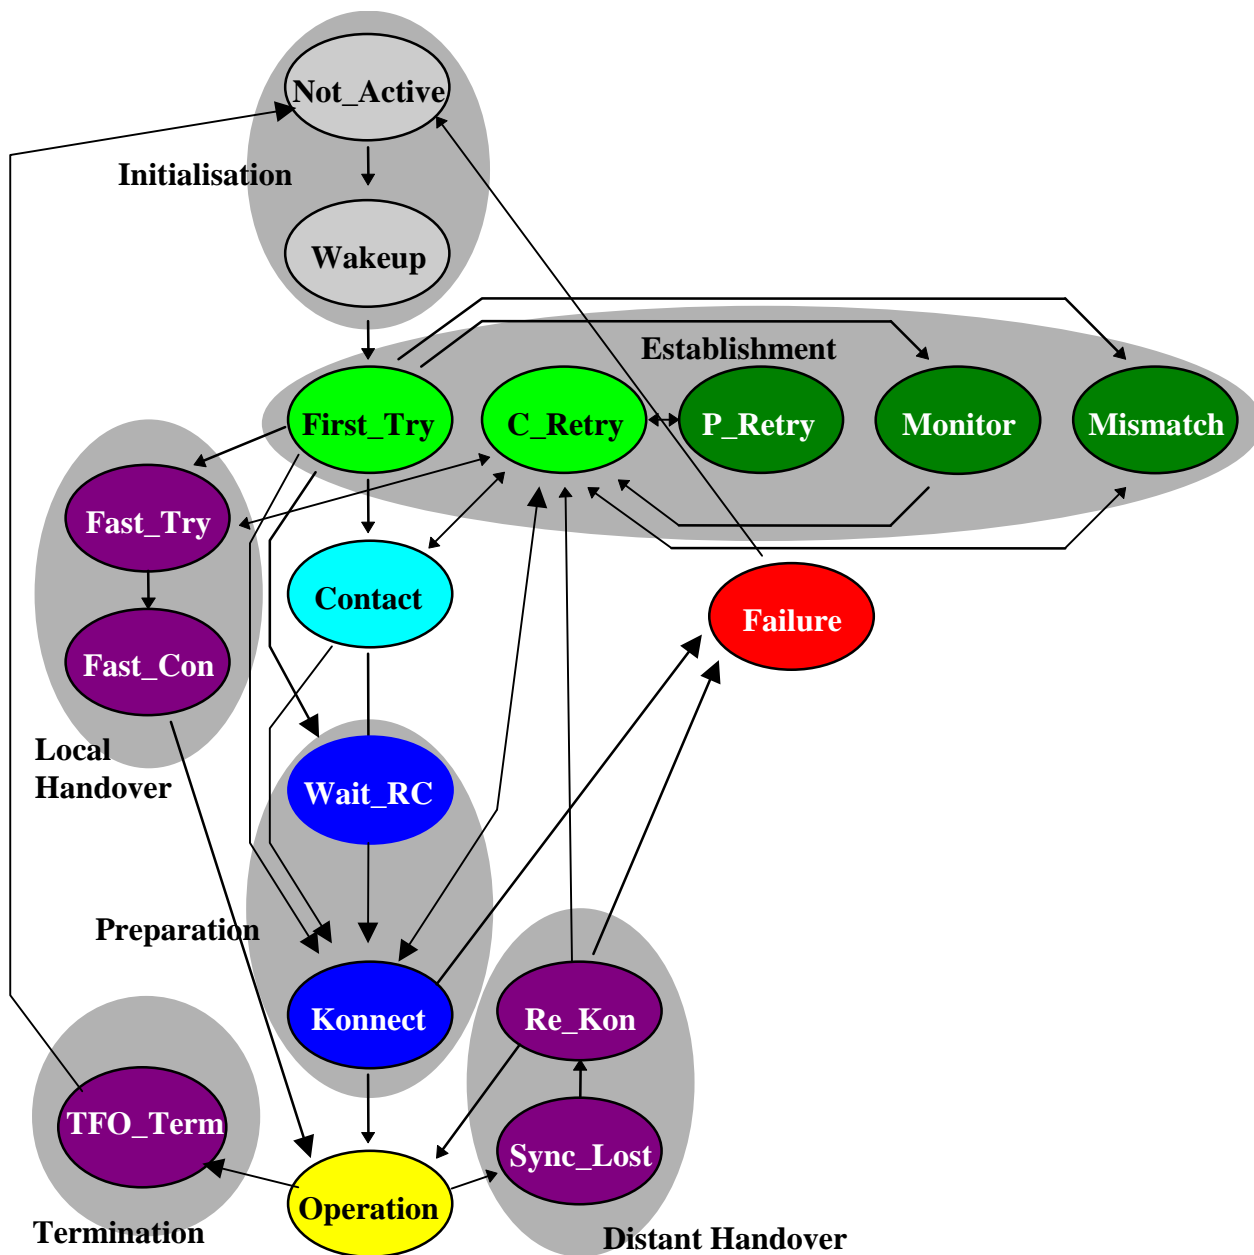 Not_Active
Initialisation
Wakeup
Establishment
First_Try
C_Retry
P_Retry
Monitor
Mismatch
Fast_Try
Contact
Failure
Fast_Con
Local
Handover
Wait_RC
Preparation
Konnect
Re_Kon
TFO_Term
Sync_Lost
Operation
Termination
Distant Handover